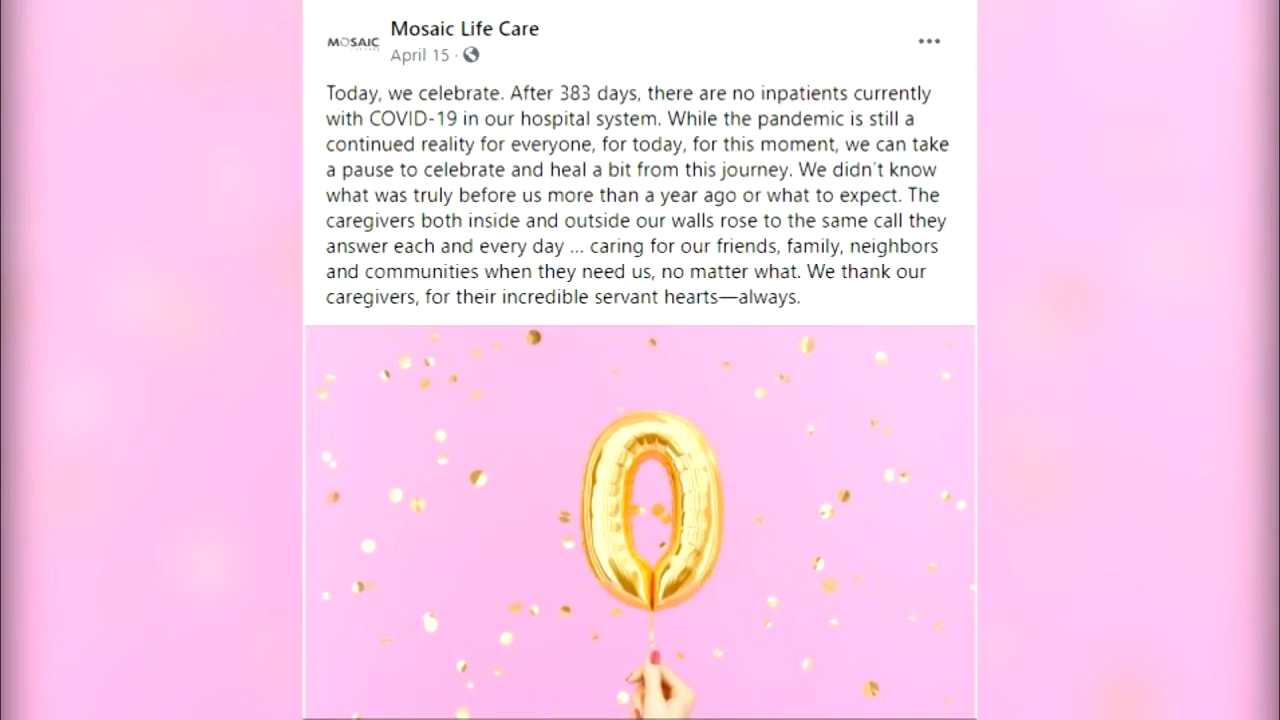 MOSAIC
Mosaic Life Care
April 15 ·
Today, we celebrate. After 383 days, there are no inpatients currently
with COVID-19 in our hospital system. While the pandemic is still a
continued reality for everyone, for today, for this moment, we can take
a pause to celebrate and heal a bit from this journey. We didn't know
what was truly before us more than a year ago or what to expect. The
caregivers both inside and outside our walls rose to the same call they
answer each and every day ... caring for our friends, family, neighbors
and communities when they need us, no matter what. We thank our
caregivers, for their incredible servant hearts—always.
0